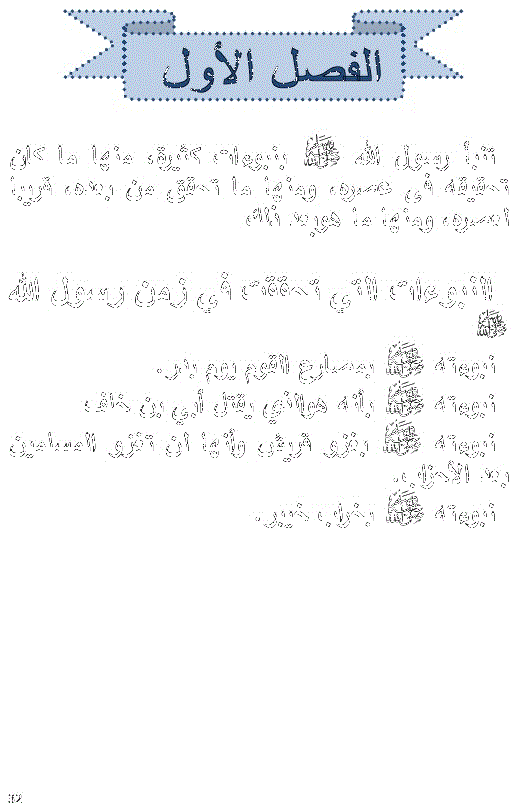 الفصل الأول
تنبأ رسول الله ﷺ بنبوءات كثيرة، منها ما كان
تحقيقه في عصره، ومنها ما تحقق من بعده، قريبا
لعصره، ومنها ما هوبعد ذلك
النبوءات التي تحققت في زمن رسول الله
ﷺ
نبوءته ﷺ بمصارع القوم يوم بدر.
نبوءته ﷺ بأنه هوالذي يقتل أبي بن خلف
نبوءته ﷺ بغزو قريش وأنها لن تغزو المسلمين
بعد الأحزاب.
نبوءته ﷺ بخراب خيبر.
32